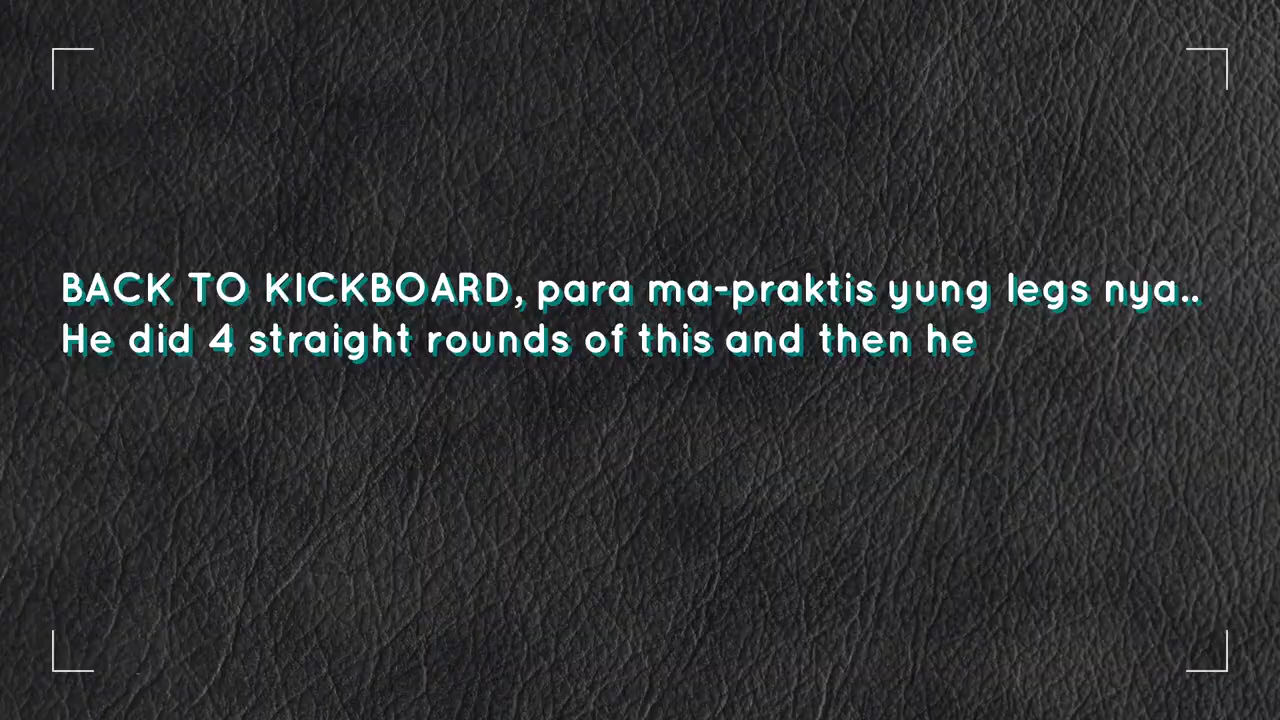 BACK TO KICKBOARD, para ma-praktis yung legs nya..
He did 4 straight rounds of this and then he